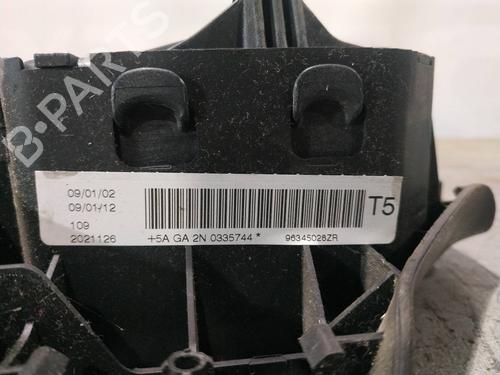 B-PARTS
09/01/02
09/01/12
109
2021126
+5A GA 2N 0335744 *
96345028ZR
T5